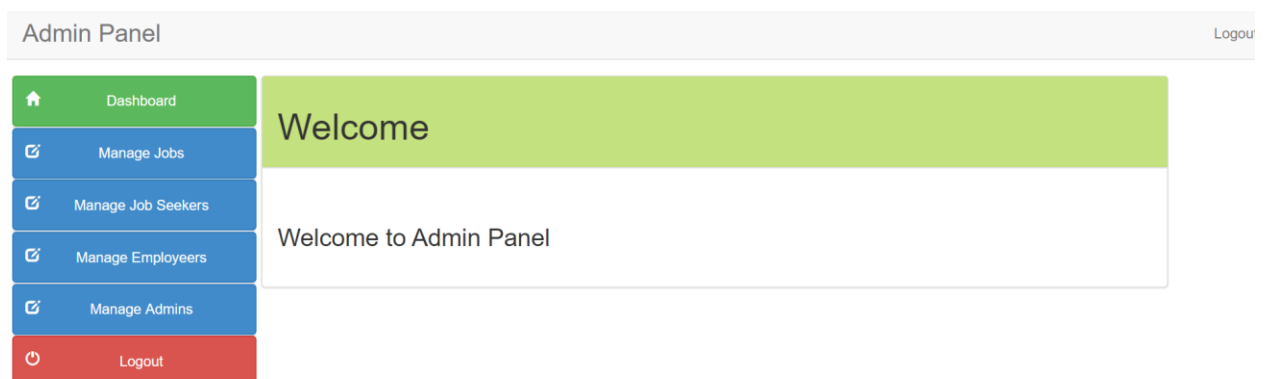 Admin Panel
Logout
Dashboard
Manage Jobs
Manage Job Seekers
Manage Employeers
Manage Admins
Logout
Welcome
Welcome to Admin Panel